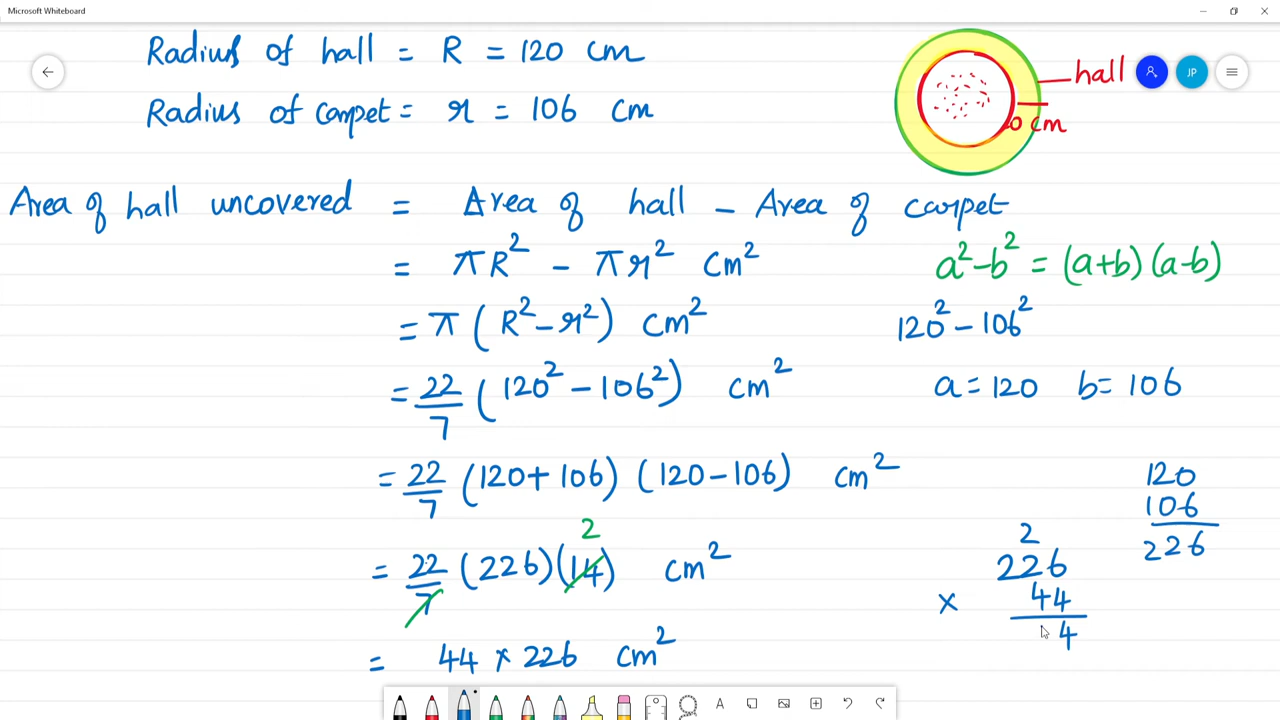 Microsoft Whiteboard
Radius of hall = R = 120 cm
hall
JP
Radius of carpet = r = 106 cm
0 cm
Area of hall uncovered = Area of hall - Area of carpet
= πR² - πr² cm²
a² - b² = (a+b)(a-b)
= π(R² - r²) cm²
120² - 106²
= 22/7 (120² - 106²) cm²
a = 120 b = 106
= 22/7 (120 + 106) (120 - 106) cm²
120
106
226
2
= 22/7 (226)(14) cm²
2
226
× 44
4
= 44 × 226 cm²
A